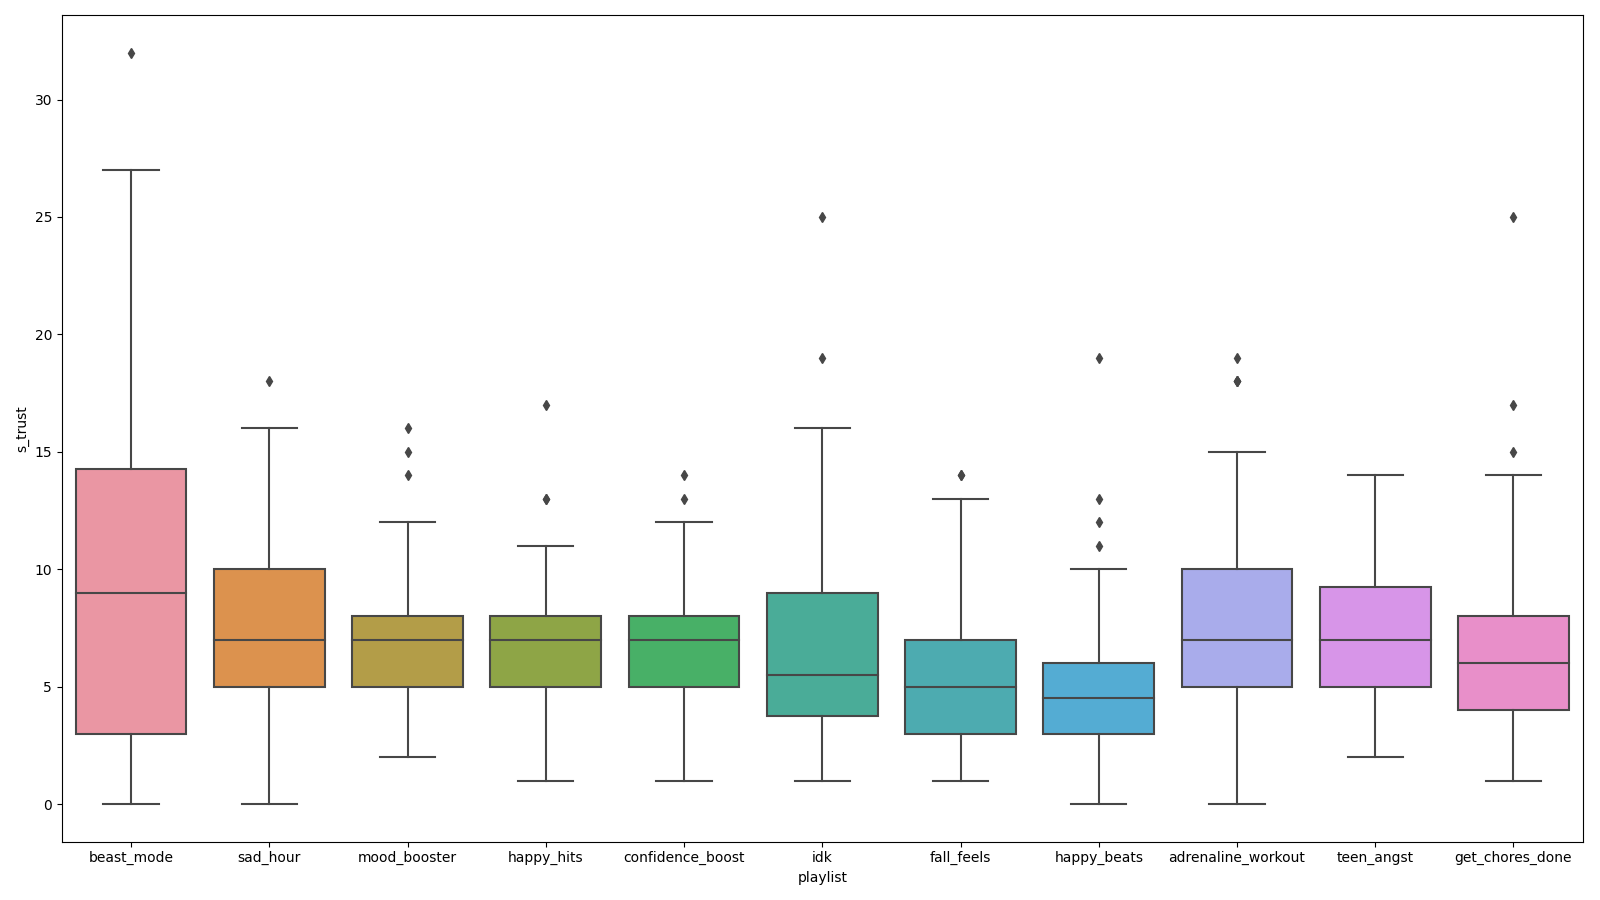 s_trust
30
25
20
15
10
5
0
beast_mode sad_hour mood_booster happy_hits confidence_boost idk fall_feels happy_beats adrenaline_workout teen_angst get_chores_done
playlist